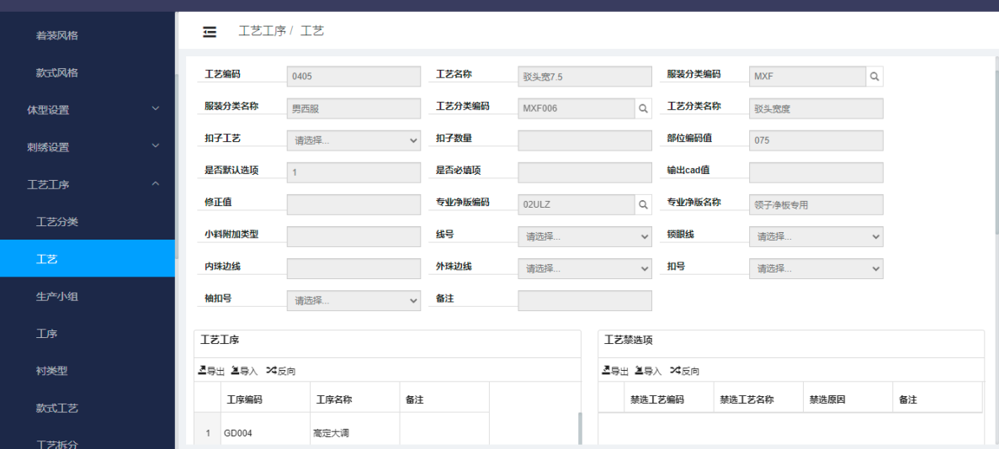 着装风格
款式风格
体型设置
刺绣设置
工艺工序
工艺分类
工艺
生产小组
工序
衬类型
款式工艺
工艺拆分
工艺工序 / 工艺
工艺编码 0405 工艺名称 驳头宽7.5 服装分类编码 MXF
服装分类名称 男西服 工艺分类编码 MXF006 工艺分类名称 驳头宽度
扣子工艺 请选择... 扣子数量 部位编码值 075
是否默认选项 1 是否必填项 输出cad值
修正值 专业净版编码 02ULZ 专业净版名称 领子净板专用
小料附加类型 线号 请选择... 锁眼线 请选择...
内珠边线 外珠边线 请选择... 扣号 请选择...
袖扣号 请选择... 备注
工艺工序
导出 导入 反向
工序编码 工序名称 备注
1 GD004 高定大调
工艺禁选项
导出 导入 反向
禁选工艺编码 禁选工艺名称 禁选原因 备注